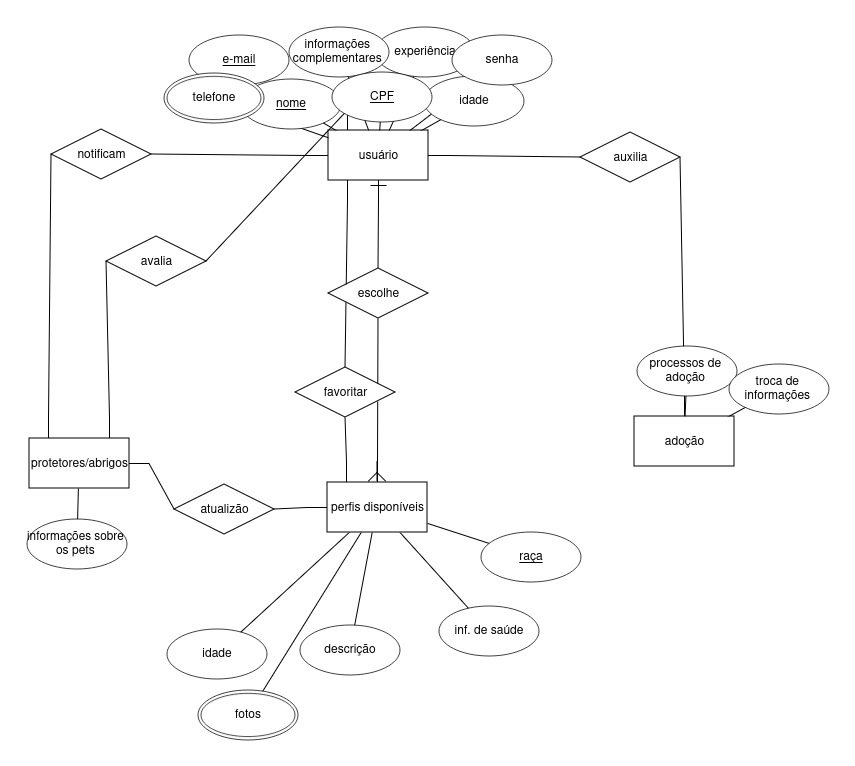 informações
complementares
experiência
e-mail
senha
telefone
nome
CPF
idade
notificam
usuário
auxilia
avalia
escolhe
processos de
adoção
troca de
informações
favoritar
adoção
protetores/abrigos
atualizão
perfis disponíveis
informações sobre
os pets
raça
inf. de saúde
idade
descrição
fotos